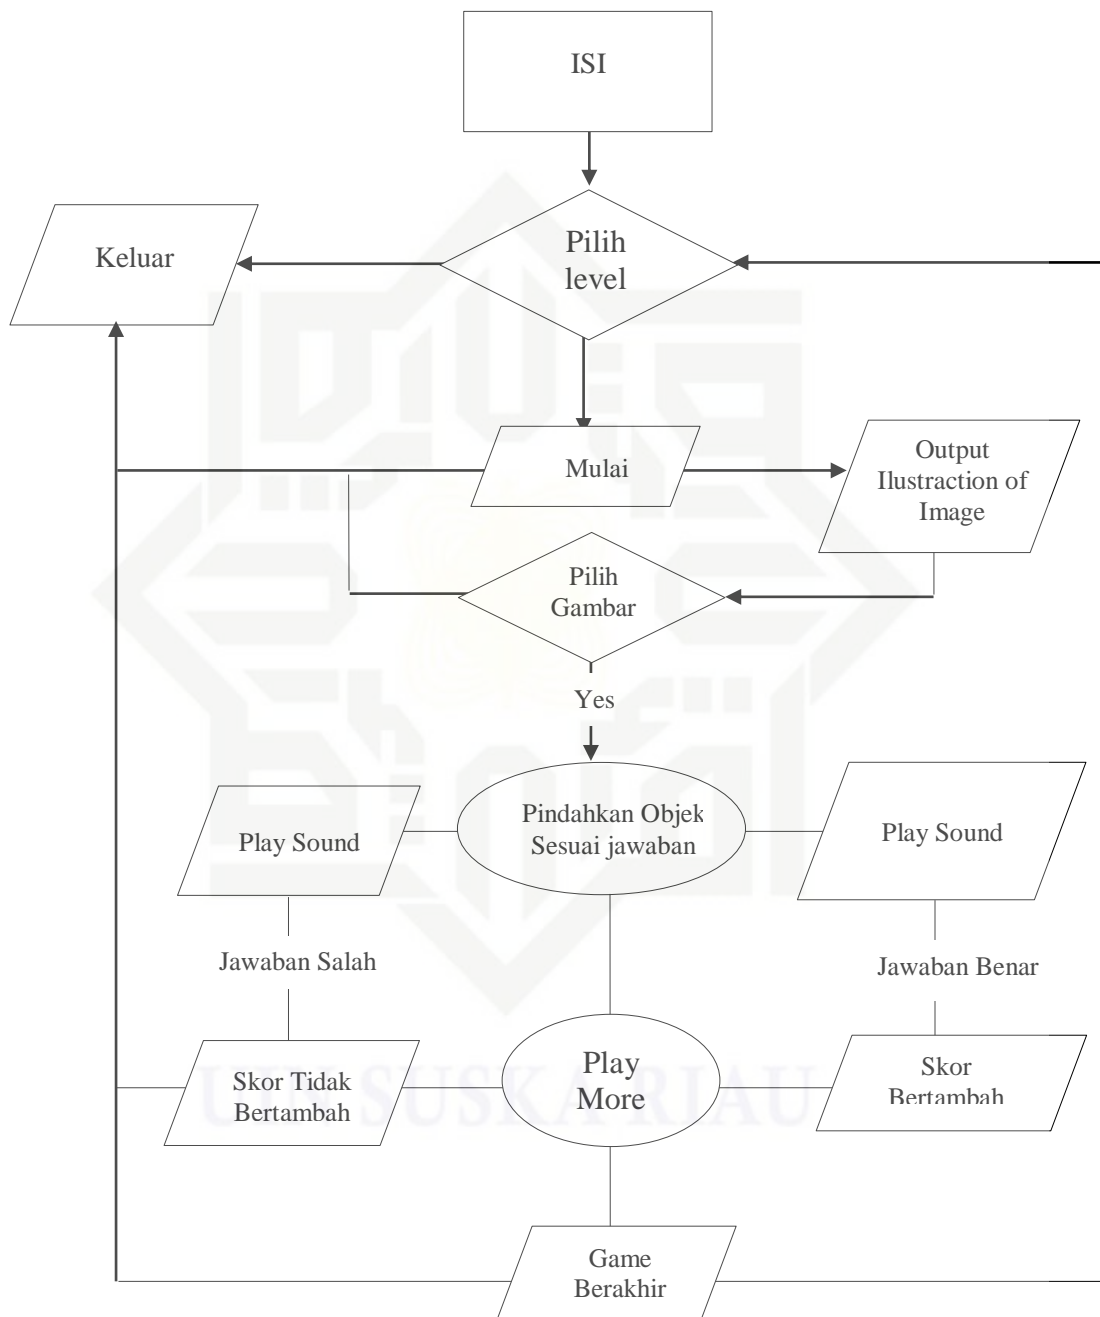 ISI
Pilih
level
Keluar
Mulai
Output
Ilustraction of
Image
Pilih
Gambar
Yes
Pindahkan Objek
Sesuai jawaban
Play Sound
Play Sound
Jawaban Salah
Jawaban Benar
Skor Tidak
Bertambah
Play
More
Skor
Bertambah
UIN SUSKA RIAU
Game
Berakhir